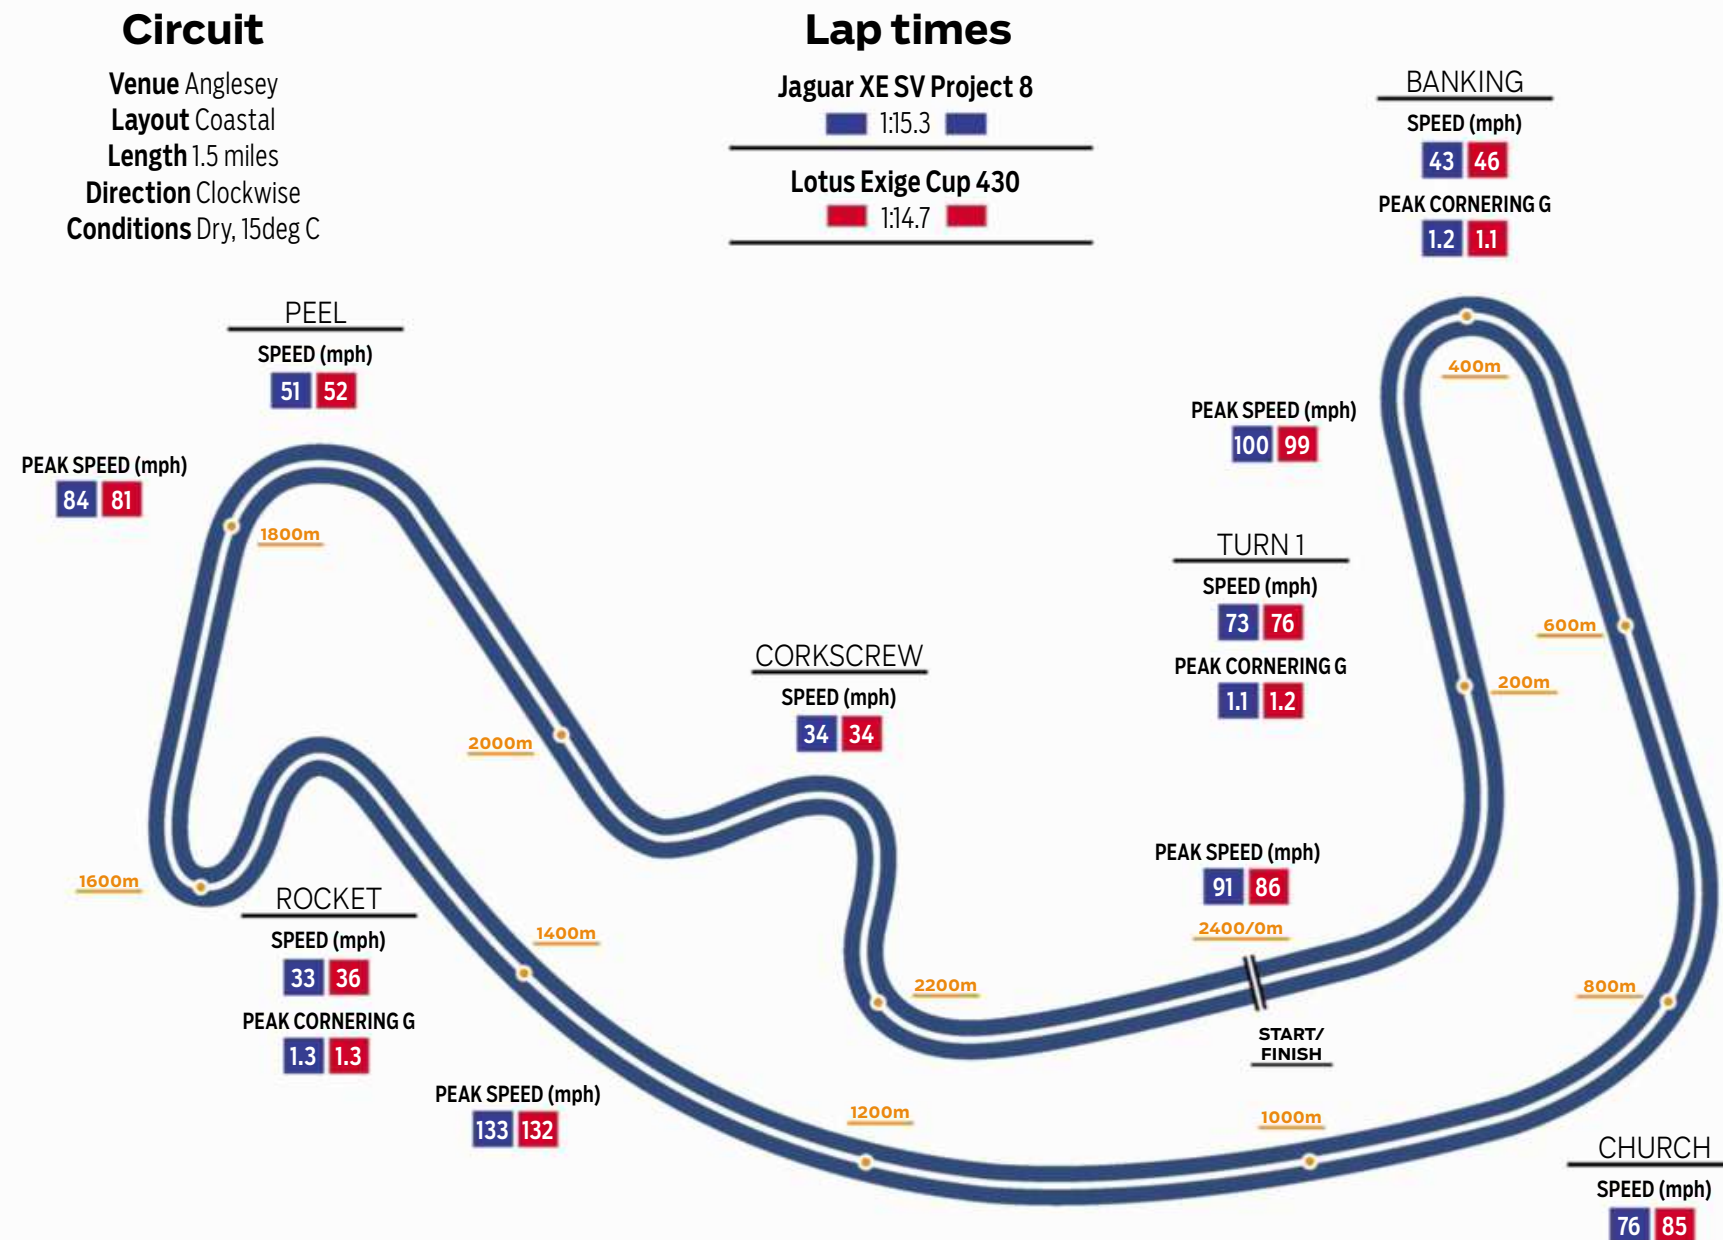 Circuit
Venue Anglesey
Layout Coastal
Length 1.5 miles
Direction Clockwise
Conditions Dry, 15deg C
Lap times
Jaguar XE SV Project 8
1:15.3
Lotus Exige Cup 430
1:14.7
BANKING
SPEED (mph)
43 46
PEAK CORNERING G
1.2 1.1
PEEL
SPEED (mph)
51 52
PEAK SPEED (mph)
84 81
1800m
400m
PEAK SPEED (mph)
100 99
TURN 1
SPEED (mph)
73 76
PEAK CORNERING G
1.1 1.2
600m
200m
CORKSCREW
SPEED (mph)
34 34
2000m
1600m
ROCKET
SPEED (mph)
33 36
PEAK CORNERING G
1.3 1.3
1400m
PEAK SPEED (mph)
91 86
2400/0m
2200m
800m
START/
FINISH
PEAK SPEED (mph)
133 132
1200m
1000m
CHURCH
SPEED (mph)
76 85